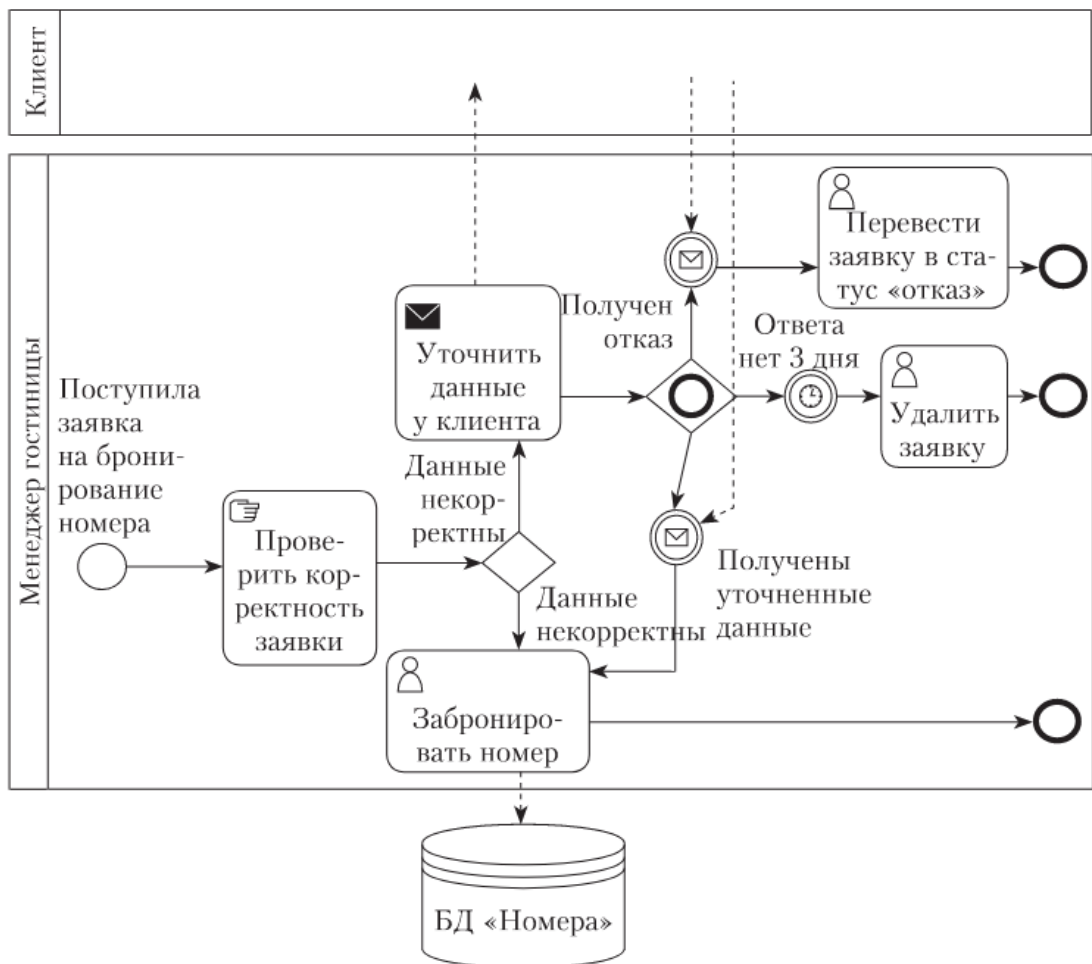 Клиент
Менеджер гостиницы
Поступила
заявка
на брони-
рование
номера
Прове-
рить кор-
ректность
заявки
Данные
некор-
ректны
Уточнить
данные
у клиента
Получен
отказ
Перевести
заявку в ста-
тус «отказ»
Ответа
нет 3 дня
Удалить
заявку
Получены
уточненные
данные
Данные
некорректны
Заброниро-
вать номер
БД «Номера»